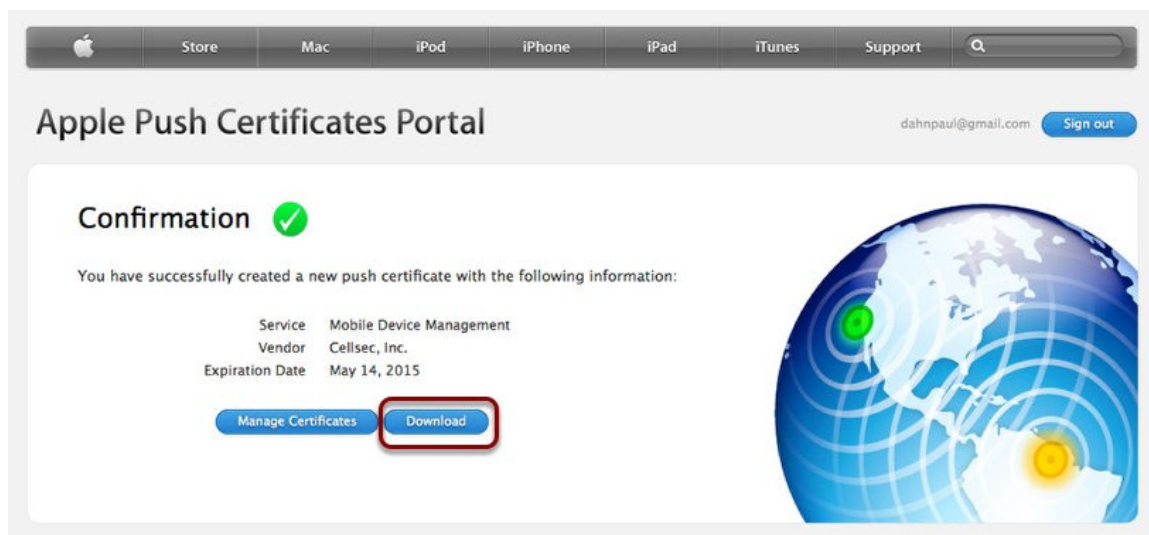 Store Mac iPod iPhone iPad iTunes Support
Apple Push Certificates Portal
dahnpaul@gmail.com Sign out
Confirmation
You have successfully created a new push certificate with the following information:
Service Mobile Device Management
Vendor Cellsec, Inc.
Expiration Date May 14, 2015
Manage Certificates Download